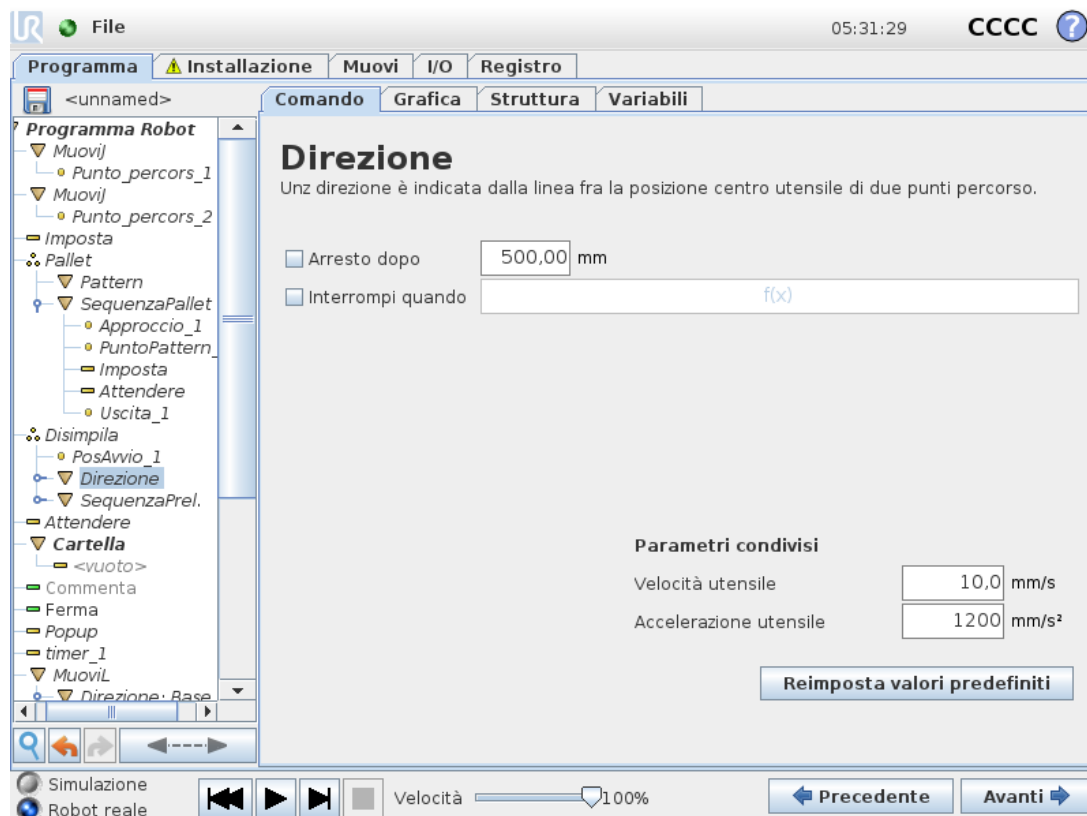 UR File 05:31:29 CCCC ?
Programma Installazione Muovi I/O Registro
<unnamed> Comando Grafica Struttura Variabili
Programma Robot
MuoviJ
Punto_percors_1
MuoviJ
Punto_percors_2
Imposta
Pallet
Pattern
SequenzaPallet
Approccio_1
PuntoPattern_
Imposta
Attendere
Uscita_1
Disimpila
PosAvvio_1
Direzione
SequenzaPrel.
Attendere
Cartella
<vuoto>
Commenta
Ferma
Popup
timer_1
MuoviL
Direzione: Base
Direzione
Unz direzione è indicata dalla linea fra la posizione centro utensile di due punti percorso.
Arresto dopo 500,00 mm
Interrompi quando f(x)
Parametri condivisi
Velocità utensile 10,0 mm/s
Accelerazione utensile 1200 mm/s²
Reimposta valori predefiniti
Simulazione
Robot reale
Velocità 100% Precedente Avanti